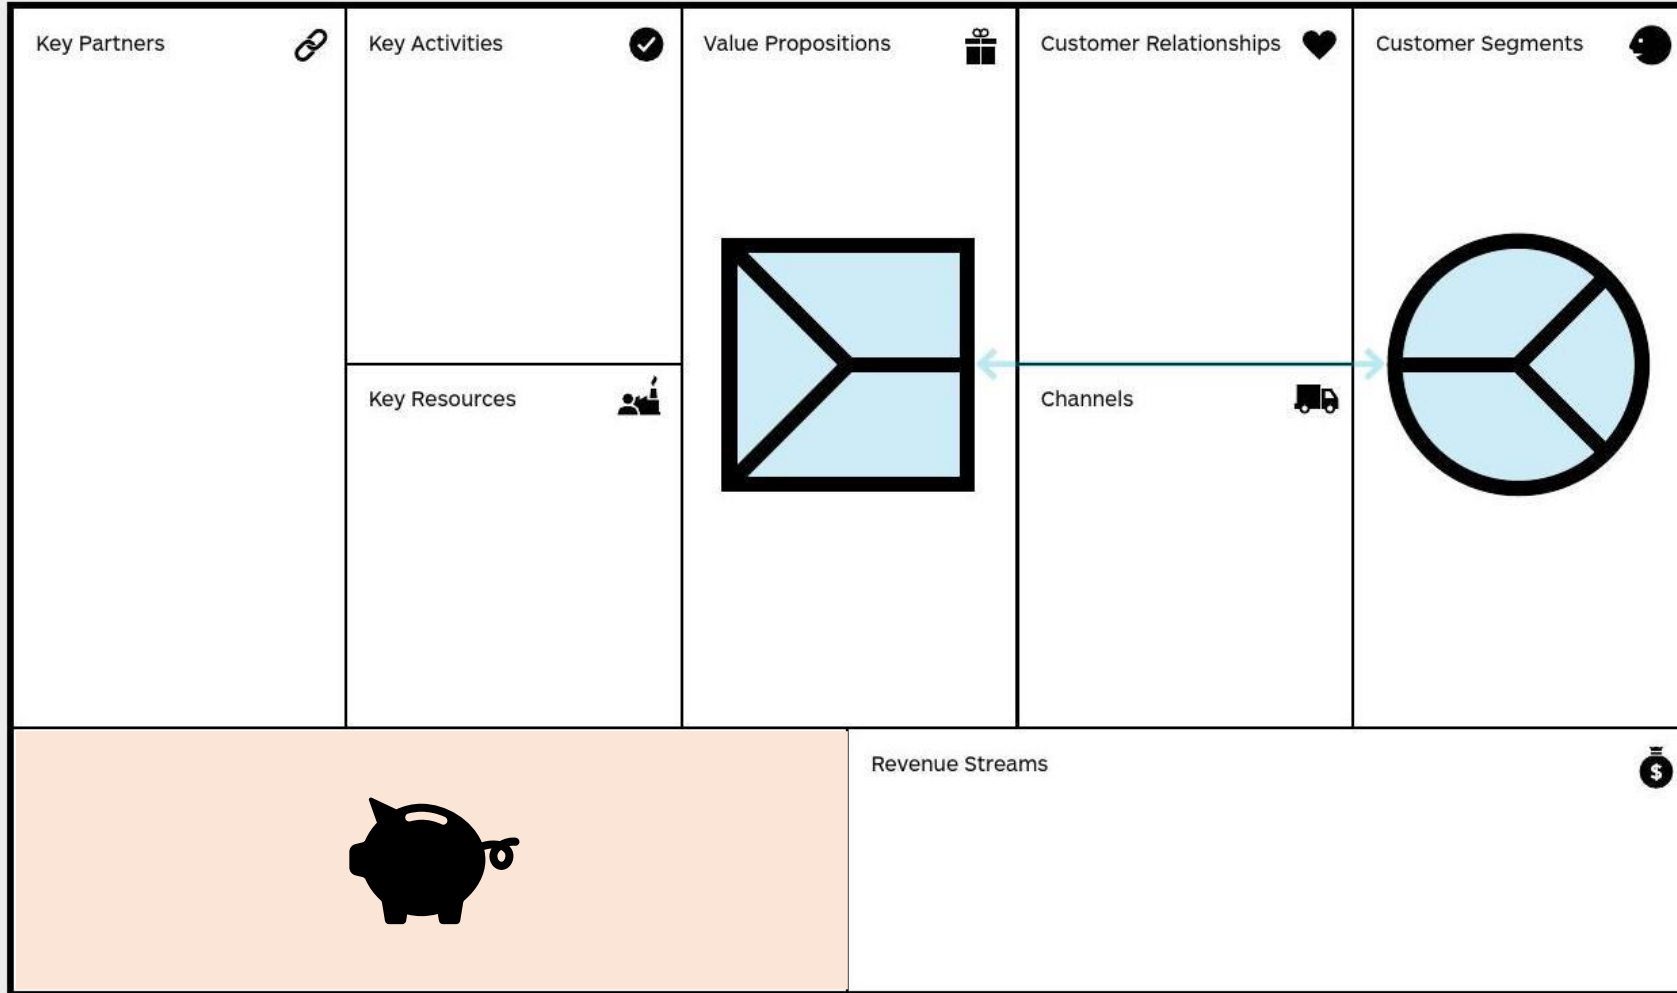 Key Partners
Key Activities
Value Propositions
Customer Relationships
Customer Segments
Key Resources
Channels
Revenue Streams
$